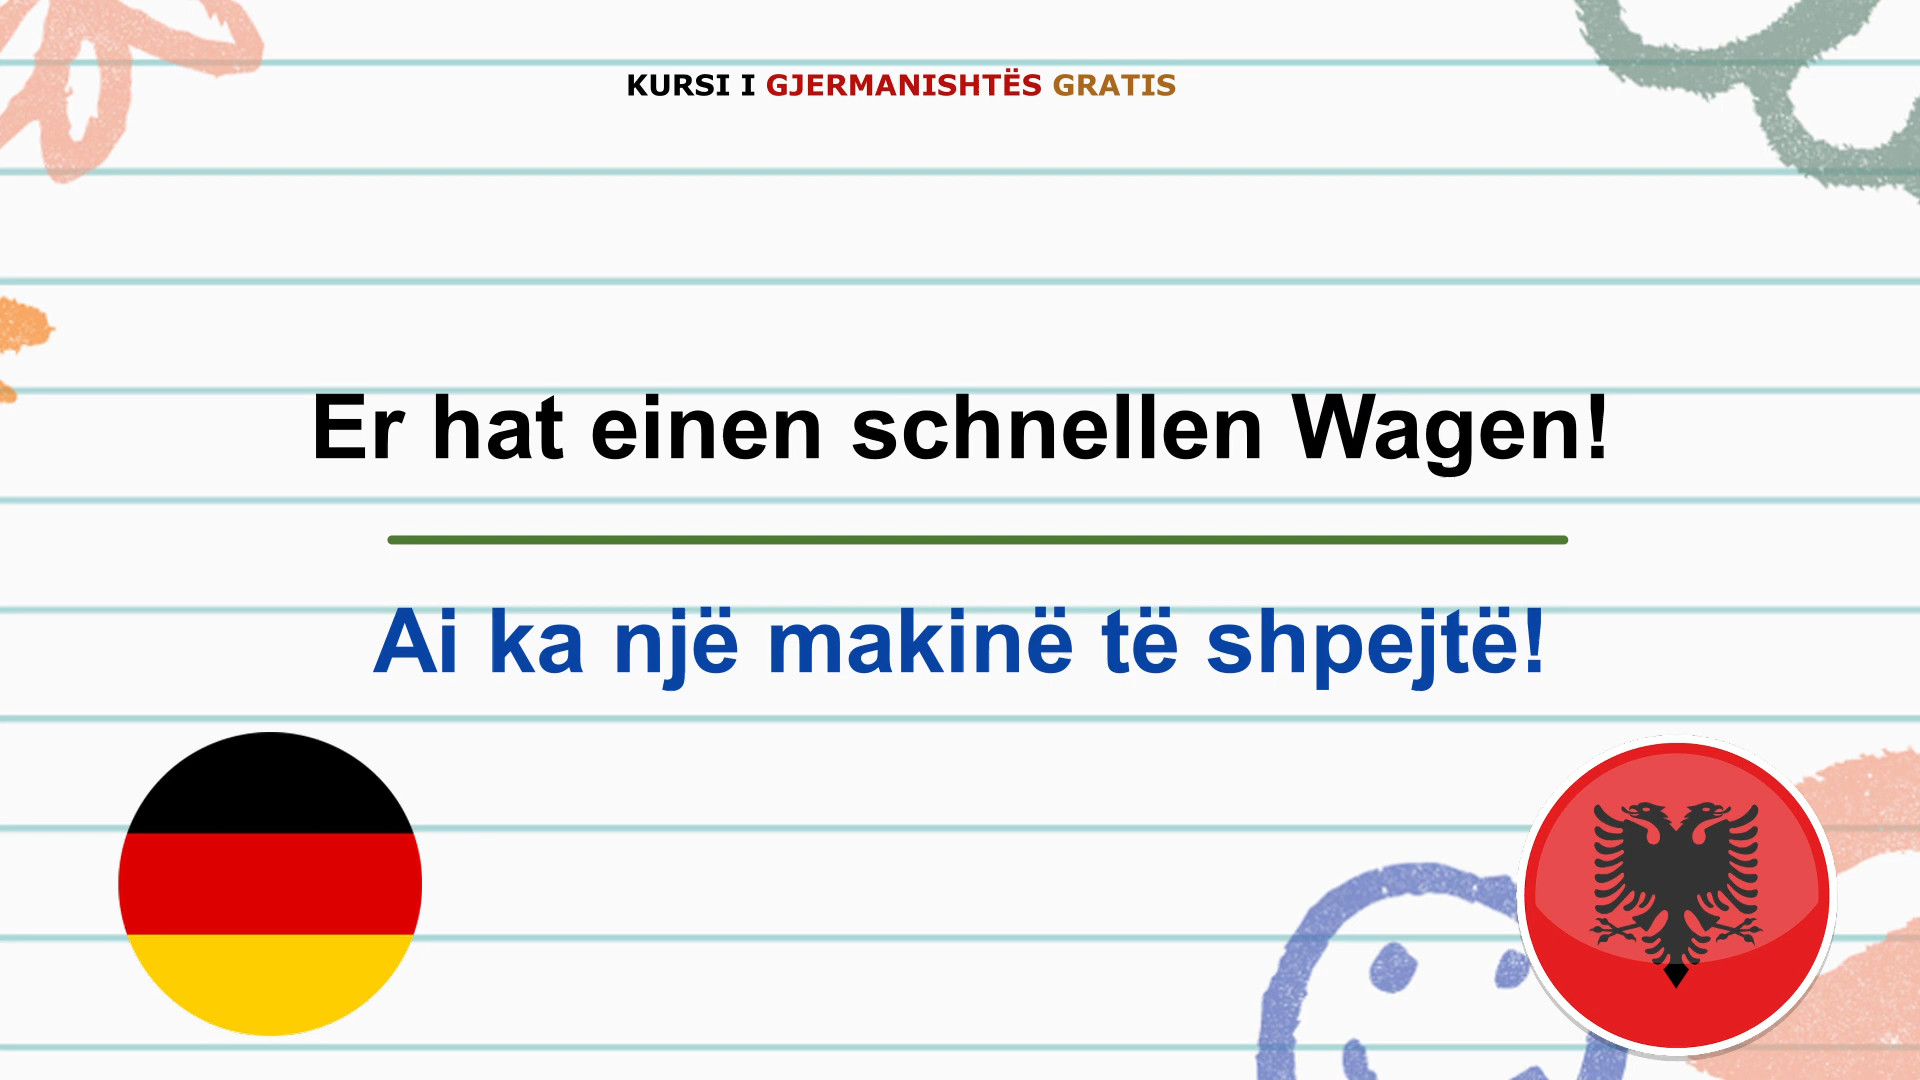 KURSI I GJERMANISHTËS GRATIS
Er hat einen schnellen Wagen!
Ai ka një makinë të shpejtë!